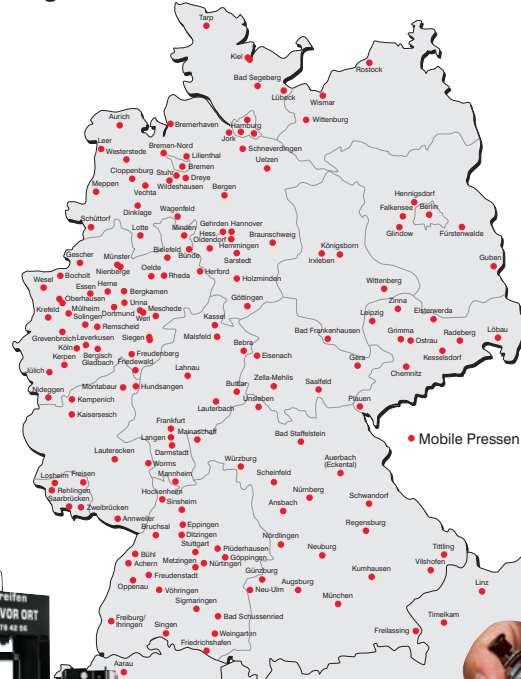 Tarp
Kiel
Rostock
Bad Segeberg
Lübeck
Wismar
Aurich
Bremerhaven
Hamburg
Wittenburg
Jork
Leer
Westerstede
Bremen-Nord
Lilienthal
Schneverdingen
Bremen
Uelzen
Cloppenburg
Stuhr
Dreye
Meppen
Vechta
Wildeshausen
Bergen
Hennigsdorf
Dinklage
Wagenfeld
Falkensee
Berlin
Schüttorf
Lotte
Minden
Gehrden
Hannover
Hess.
Oldendorf
Braunschweig
Glindow
Fürstenwalde
Hemmingen
Königsborn
Gescher
Münster
Bielefeld
Bünde
Sarstedt
Irxleben
Guben
Nienberge
Wesel
Bocholt
Oelde
Rheda
Herford
Holzminden
Wittenberg
Essen
Herne
Bergkamen
Oberhausen
Unna
Göttingen
Zinna
Krefeld
Mülheim
Dortmund
Meschede
Leipzig
Elsterwerda
Solingen
Werl
Remscheid
Kassel
Grevenbroich
Leverkusen
Siegen
Malsfeld
Bad Frankenhausen
Grimma
Radeberg
Löbau
Köln
Bergisch
Gladbach
Freudenberg
Bebra
Ostrau
Kerpen
Friedewald
Eisenach
Gera
Kesselsdorf
Jülich
Lahnau
Chemnitz
Nideggen
Montabaur
Hundsangen
Buttlar
Zella-Mehlis
Saalfeld
Kempenich
Lauterbach
Unsleben
Plauen
Kaisersesch
Frankfurt
Mainaschaff
Bad Staffelstein
Mobile Pressen
Langen
Darmstadt
Lauterecken
Worms
Würzburg
Auerbach
(Eckental)
Losheim
Freisen
Mannheim
Scheinfeld
Rehlingen
Hockenheim
Nürnberg
Saarbrücken
Sinsheim
Schwandorf
Zweibrücken
Ansbach
Annweiler
Eppingen
Bruchsal
Ditzingen
Regensburg
Stuttgart
Nördlingen
Bühl
Plüderhausen
Neuburg
Tittling
Achern
Metzingen
Göppingen
Vilshofen
Nürtingen
Freudenstadt
Günzburg
Kumhausen
Oppenau
Vöhringen
Neu-Ulm
Augsburg
Linz
Sigmaringen
München
Freiburg/
Ihringen
Bad Schussenried
Timelkam
Singen
Weingarten
Freilassing
Friedrichshafen
Aarau
VOR ORT